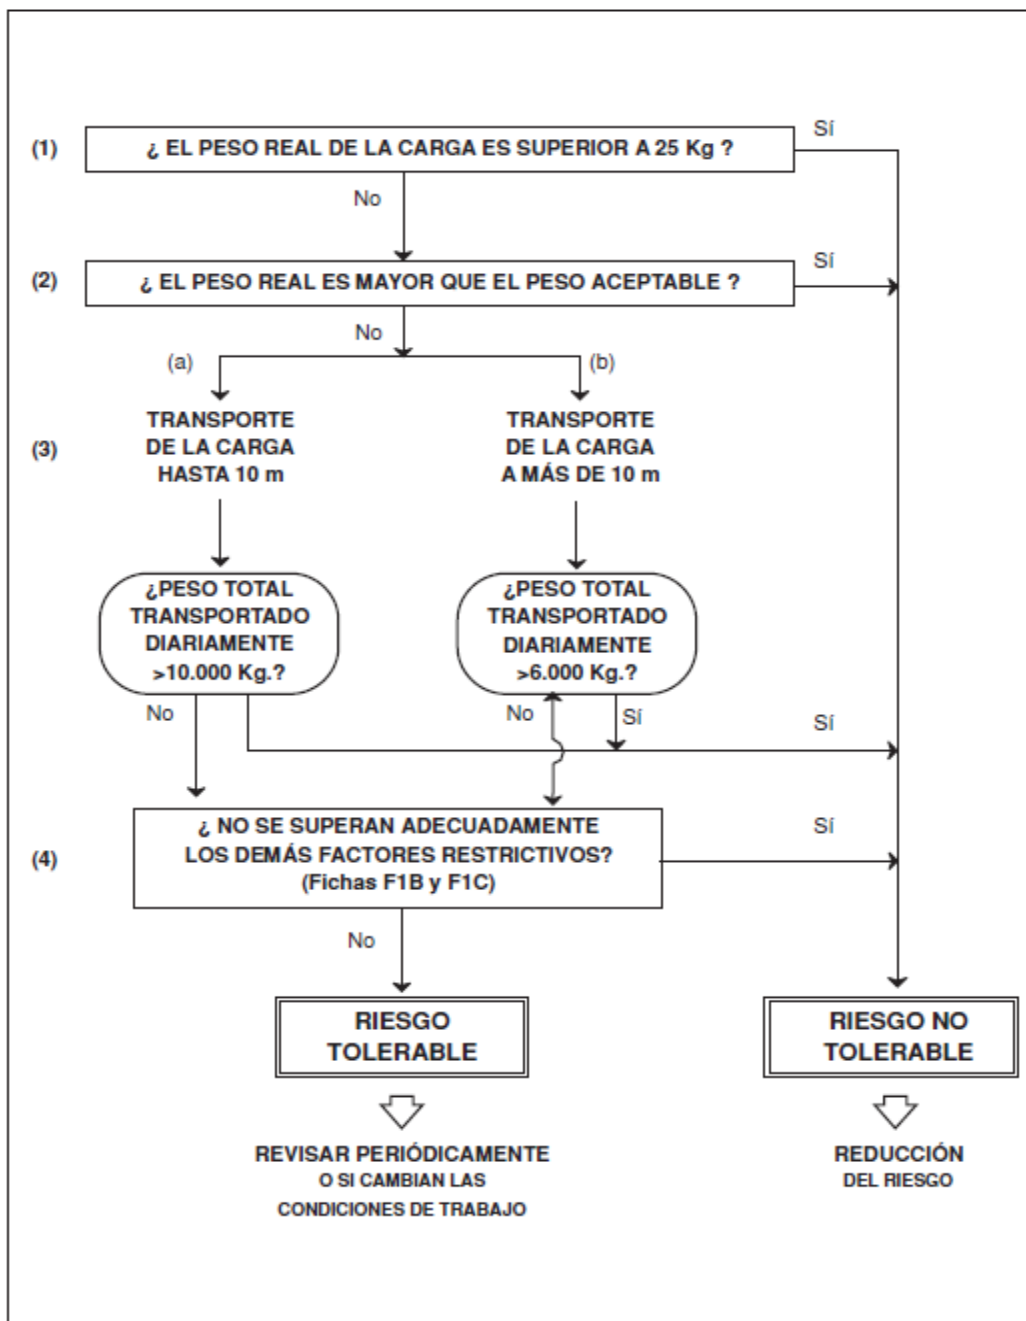 Sí
(1) ¿ EL PESO REAL DE LA CARGA ES SUPERIOR A 25 Kg ?
No
Sí
(2) ¿ EL PESO REAL ES MAYOR QUE EL PESO ACEPTABLE ?
No
(a) (b)
(3)
TRANSPORTE
DE LA CARGA
HASTA 10 m
TRANSPORTE
DE LA CARGA
A MÁS DE 10 m
¿PESO TOTAL
TRANSPORTADO
DIARIAMENTE
>10.000 Kg.?
¿PESO TOTAL
TRANSPORTADO
DIARIAMENTE
>6.000 Kg.?
No
No
Sí
Sí
(4)
¿ NO SE SUPERAN ADECUADAMENTE
LOS DEMÁS FACTORES RESTRICTIVOS?
(Fichas F1B y F1C)
Sí
No
RIESGO
TOLERABLE
RIESGO NO
TOLERABLE
REVISAR PERIÓDICAMENTE
O SI CAMBIAN LAS
CONDICIONES DE TRABAJO
REDUCCIÓN
DEL RIESGO